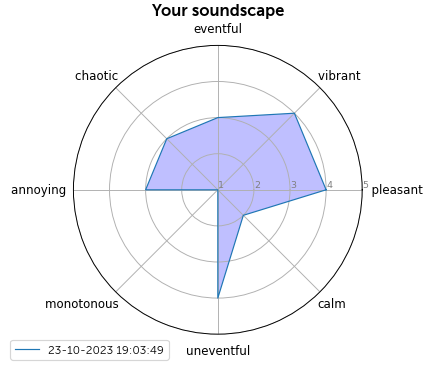 Your soundscape
eventful
chaotic
vibrant
annoying
1 2 3 4 5
pleasant
monotonous
calm
uneventful
23-10-2023 19:03:49